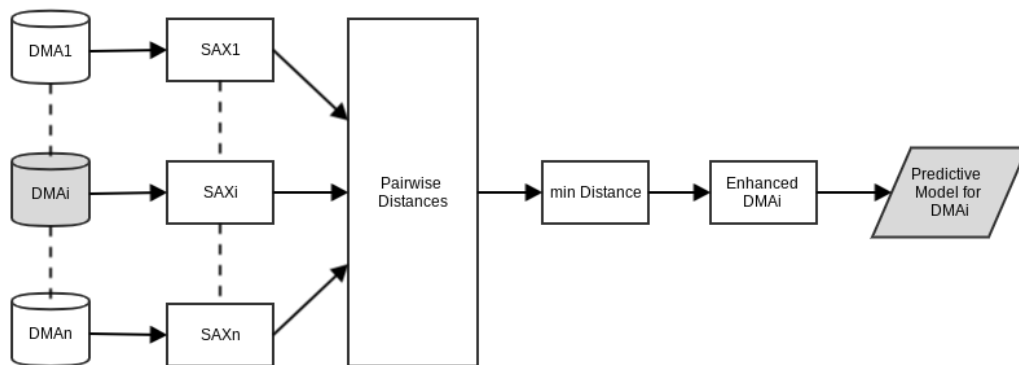 DMA1
SAX1
DMAi
SAXi
Pairwise
Distances
min Distance
Enhanced
DMAi
Predictive
Model for
DMAi
DMAn
SAXn